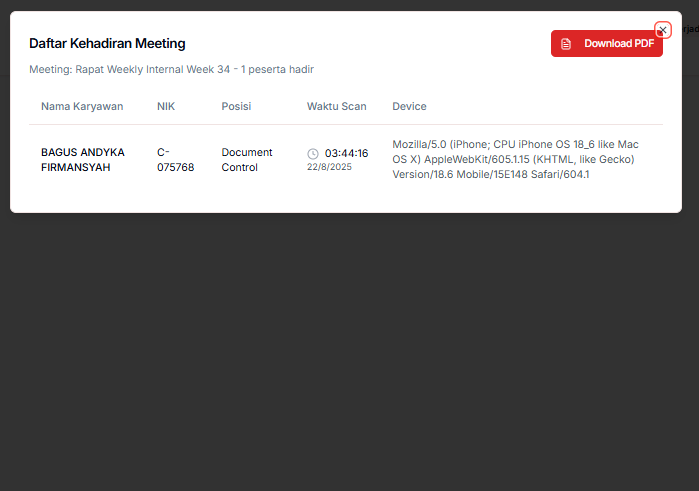 Daftar Kehadiran Meeting
Download PDF
Meeting: Rapat Weekly Internal Week 34 - 1 peserta hadir
Nama Karyawan NIK Posisi Waktu Scan Device
BAGUS ANDYKA
FIRMANSYAH
C-
075768
Document
Control
03:44:16
22/8/2025
Mozilla/5.0 (iPhone; CPU iPhone OS 18_6 like Mac
OS X) AppleWebKit/605.1.15 (KHTML, like Gecko)
Version/18.6 Mobile/15E148 Safari/604.1